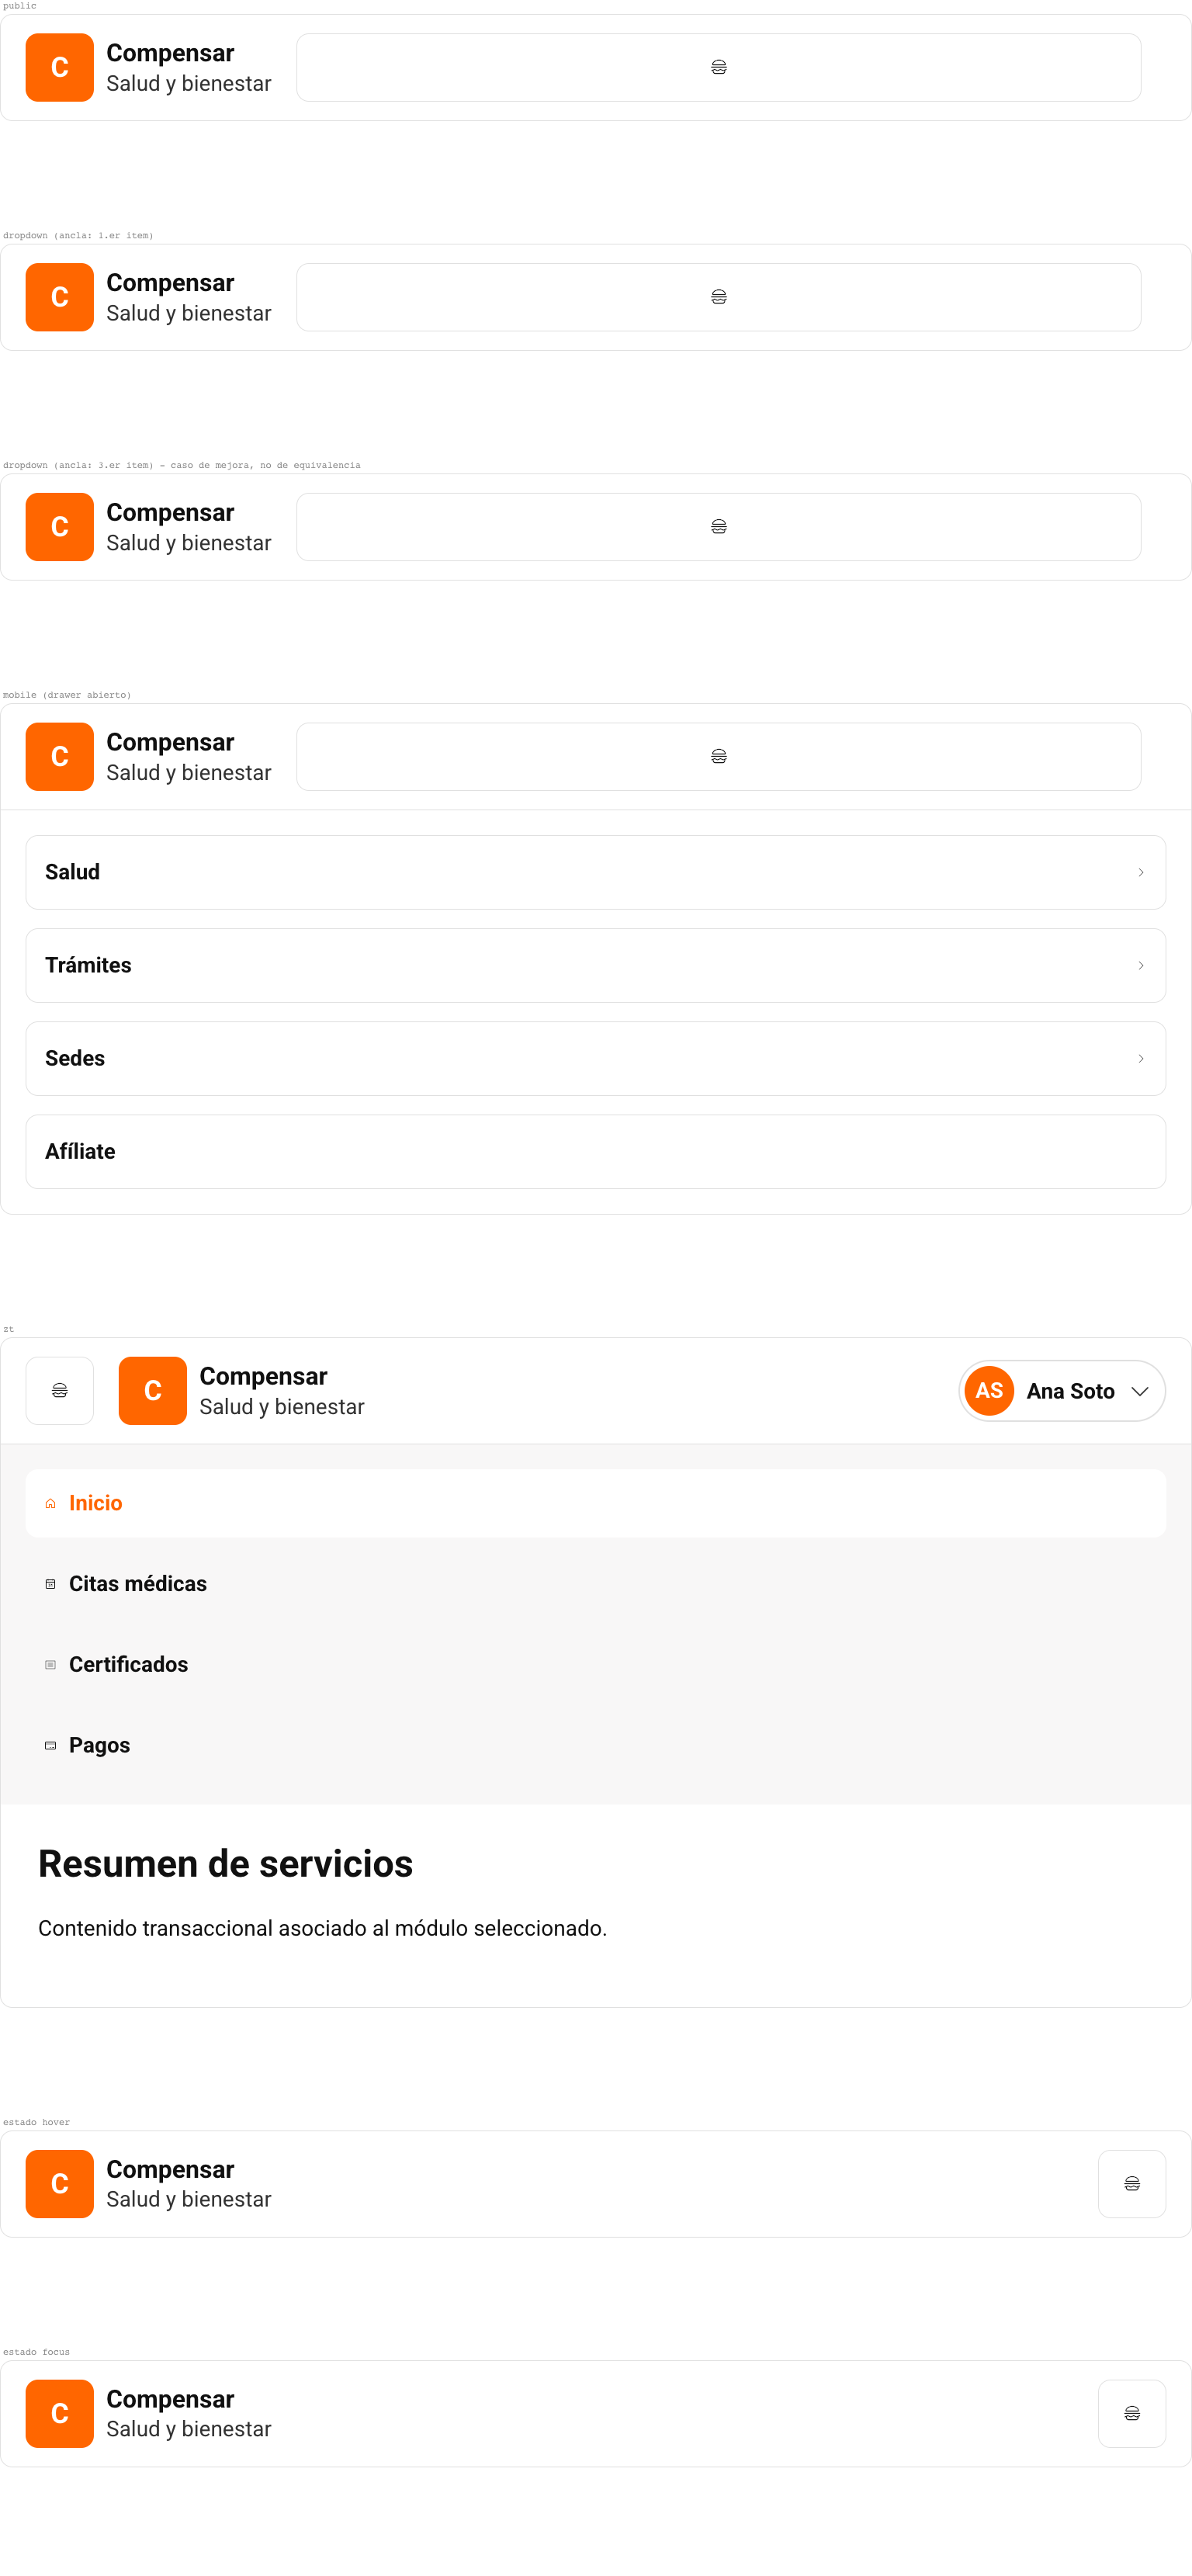 public
C
Compensar
Salud y bienestar
dropdown (ancla: 1.er item)
C
Compensar
Salud y bienestar
dropdown (ancla: 3.er item) - caso de mejora, no de equivalencia
C
Compensar
Salud y bienestar
mobile (drawer abierto)
C
Compensar
Salud y bienestar
Salud
Trámites
Sedes
Afíliate
zt
C
Compensar
Salud y bienestar
AS
Ana Soto
Inicio
Citas médicas
Certificados
Pagos
Resumen de servicios
Contenido transaccional asociado al módulo seleccionado.
estado hover
C
Compensar
Salud y bienestar
estado focus
C
Compensar
Salud y bienestar